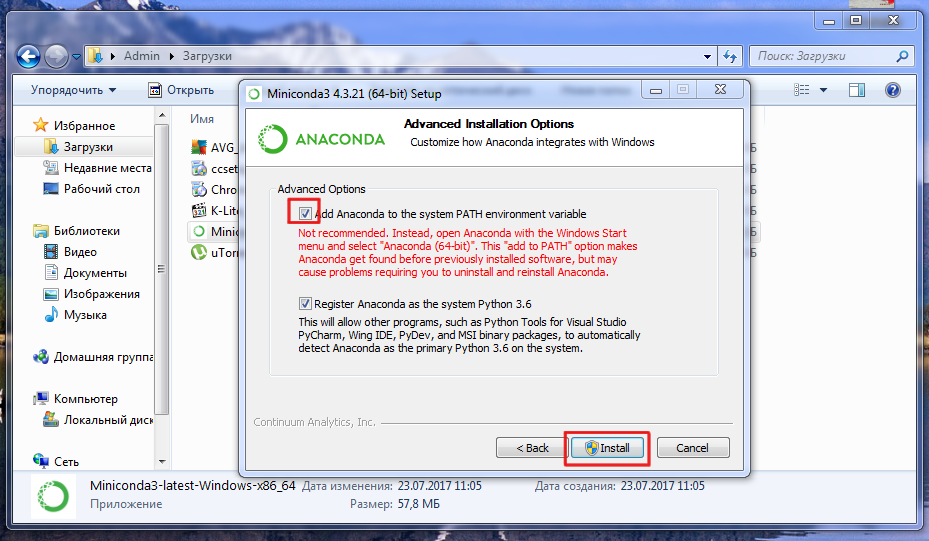 Admin
Загрузки
Поиск: Загрузки
Упорядочить
Открыть
Имя
Избранное
Загрузки
Недавние места
Рабочий стол
Библиотеки
Видео
Документы
Изображения
Музыка
Домашняя группа
Компьютер
Локальный диск
Сеть
AVG_
ccset
Chro
K-Lite
Minic
uTorr
Miniconda3 4.3.21 (64-bit) Setup
ANACONDA
Advanced Installation Options
Customize how Anaconda integrates with Windows
Advanced Options
Add Anaconda to the system PATH environment variable
Not recommended. Instead, open Anaconda with the Windows Start
menu and select "Anaconda (64-bit)". This "add to PATH" option makes
Anaconda get found before previously installed software, but may
cause problems requiring you to uninstall and reinstall Anaconda.
Register Anaconda as the system Python 3.6
This will allow other programs, such as Python Tools for Visual Studio
PyCharm, Wing IDE, PyDev, and MSI binary packages, to automatically
detect Anaconda as the primary Python 3.6 on the system.
Continuum Analytics, Inc.
< Back
Install
Cancel
Miniconda3-latest-Windows-x86_64 Дата изменения: 23.07.2017 11:05 Дата создания: 23.07.2017 11:05
Приложение Размер: 57,8 МБ